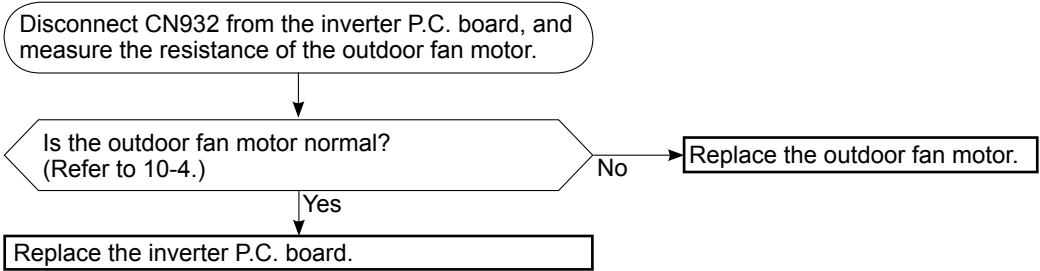 Disconnect CN932 from the inverter P.C. board, and
measure the resistance of the outdoor fan motor.
Is the outdoor fan motor normal?
(Refer to 10-4.)
No
Replace the outdoor fan motor.
Yes
Replace the inverter P.C. board.